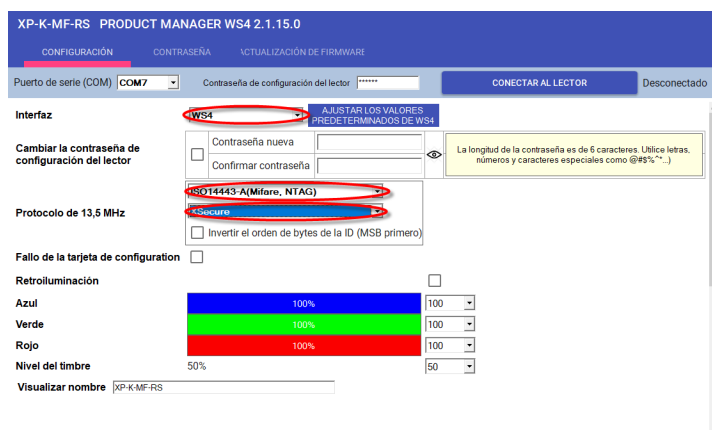 XP-K-MF-RS PRODUCT MANAGER WS4 2.1.15.0
CONFIGURACIÓN CONTRASEÑA \CTUALIZACIÓN DE FIRMWARE
Puerto de serie (COM) COM7 Contraseña de configuración del lector ****** CONECTAR AL LECTOR Desconectado
Interfaz WS4 AJUSTAR LOS VALORES PREDETERMINADOS DE WS4
Cambiar la contraseña de
configuración del lector
Contraseña nueva
Confirmar contraseña
La longitud de la contraseña es de 6 caracteres. Utilice letras,
números y caracteres especiales como @#$%^*...)
Protocolo de 13,5 MHz
ISO14443-A(Mifare, NTAG)
XSecure
Invertir el orden de bytes de la ID (MSB primero)
Fallo de la tarjeta de configuration
Retroiluminación
Azul 100% 100
Verde 100% 100
Rojo 100% 100
Nivel del timbre 50% 50
Visualizar nombre XP-K-MF-RS